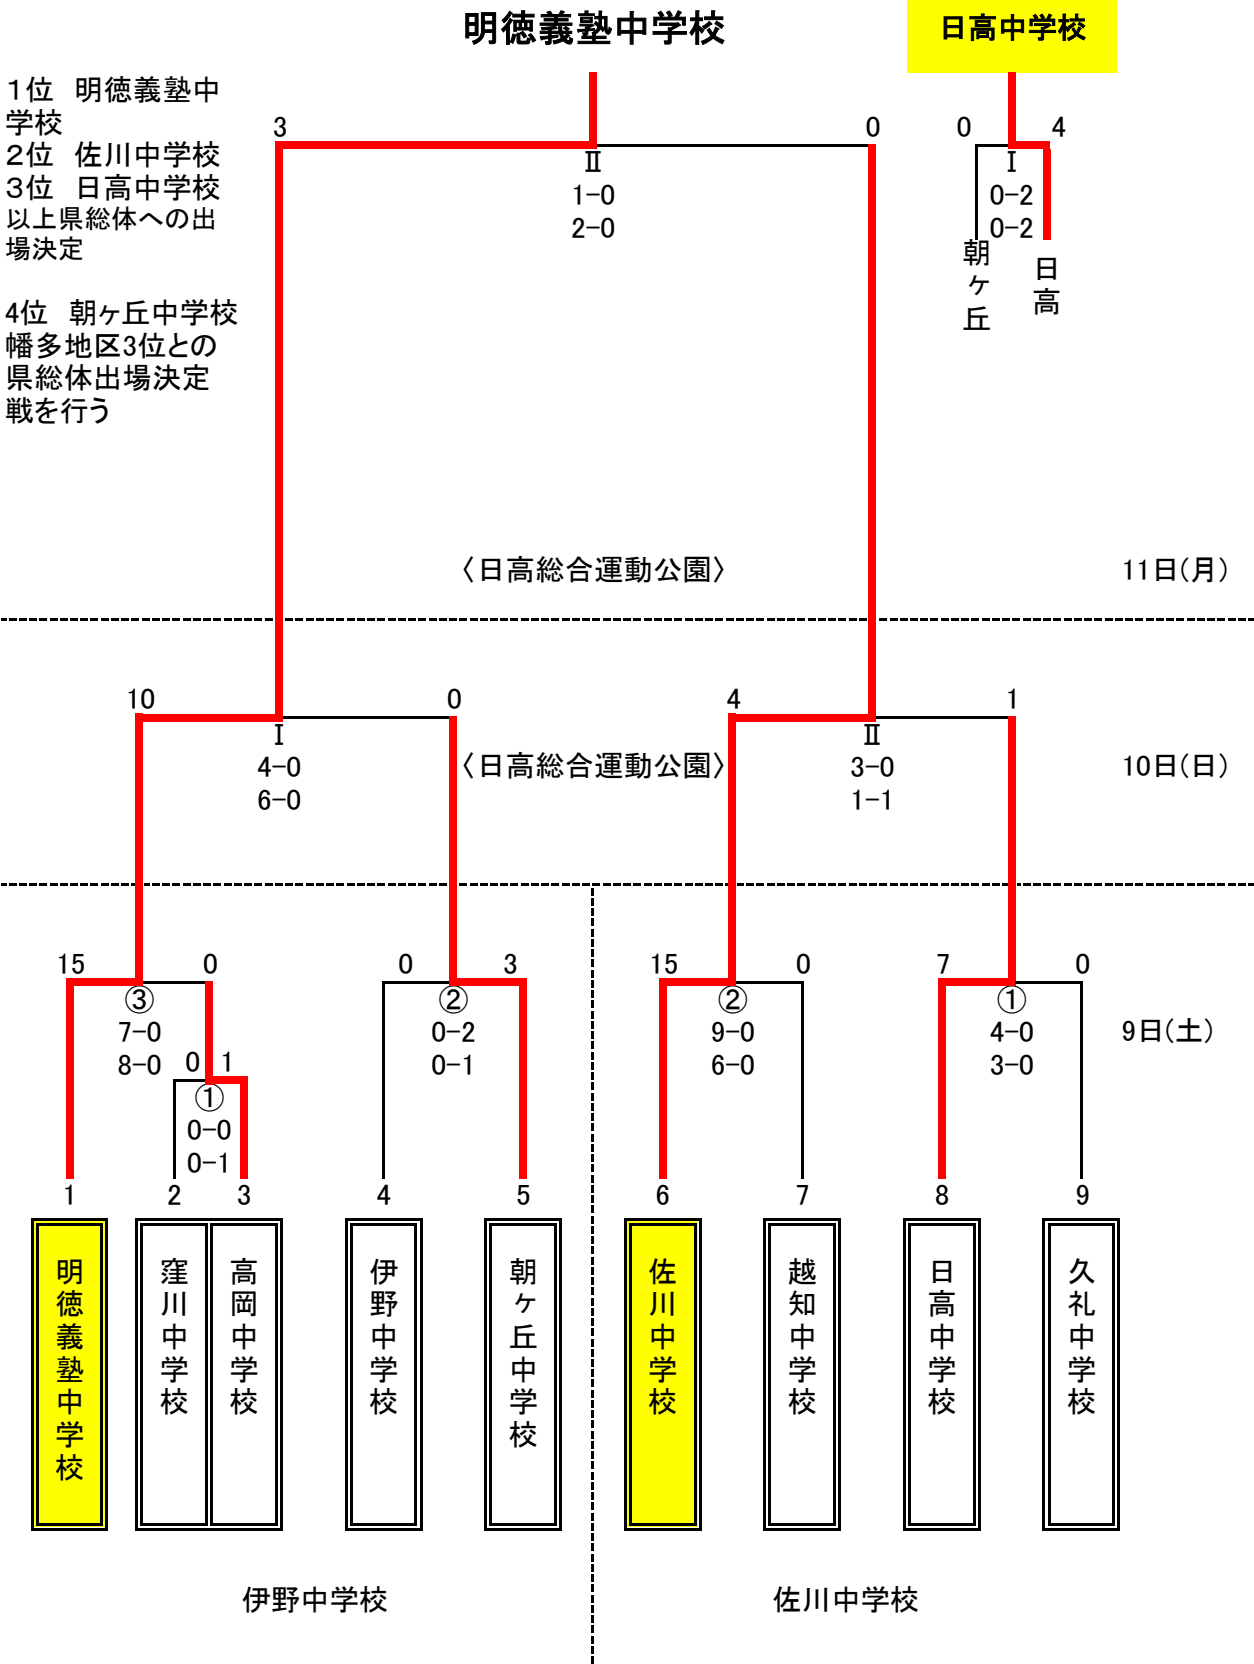 明徳義塾中学校
日高中学校
1位　明徳義塾中
学校
2位　佐川中学校
3位　日高中学校
以上県総体への出
場決定
4位　朝ヶ丘中学校
幡多地区3位との
県総体出場決定
戦を行う
3
0
Ⅱ
1-0
2-0
0
4
Ⅰ
0-2
0-2
朝ヶ丘
日高
〈日高総合運動公園〉
11日(月)
10
0
Ⅰ
4-0
6-0
〈日高総合運動公園〉
4
1
Ⅱ
3-0
1-1
10日(日)
15
0
③
7-0
8-0
0
1
①
0-0
0-1
0
3
②
0-2
0-1
15
0
②
9-0
6-0
7
0
①
4-0
3-0
9日(土)
1
2
3
4
5
6
7
8
9
明徳義塾中学校
窪川中学校
高岡中学校
伊野中学校
朝ヶ丘中学校
佐川中学校
越知中学校
日高中学校
久礼中学校
伊野中学校
佐川中学校